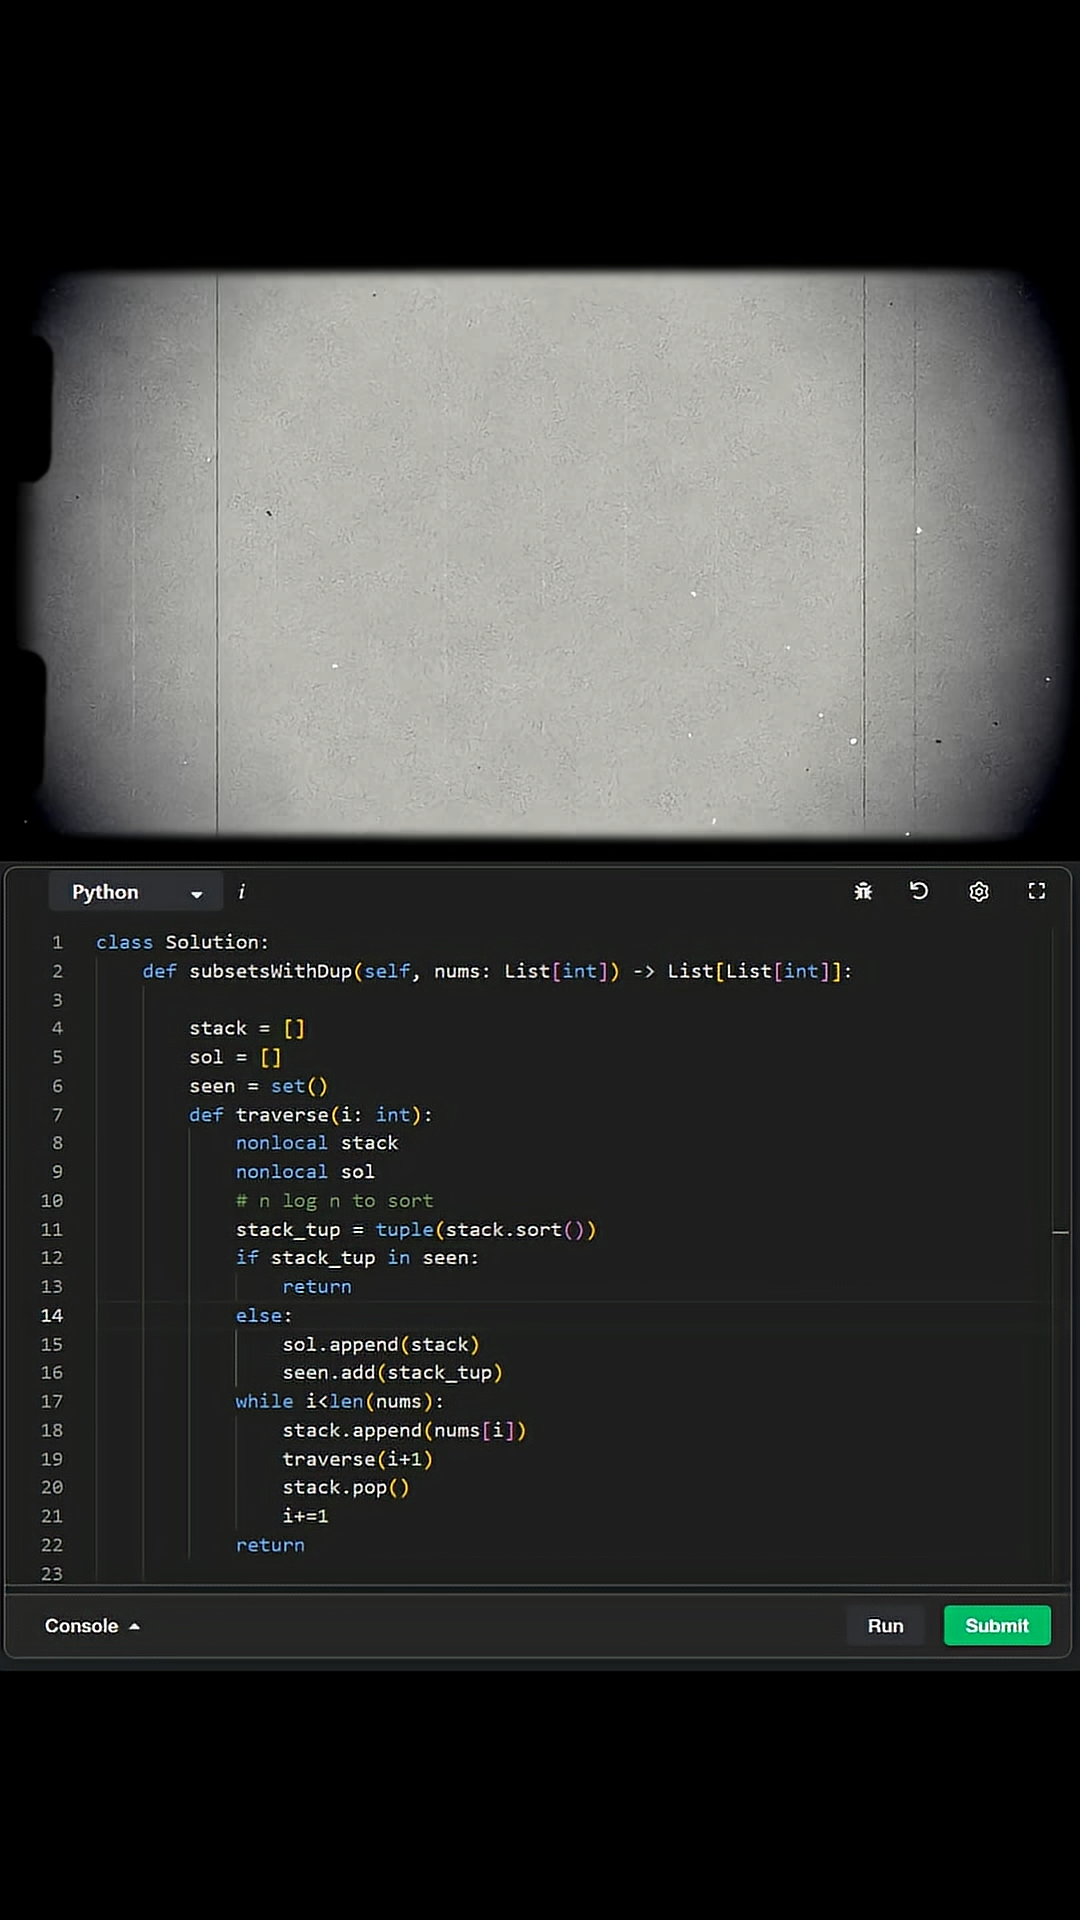 Python i
1 class Solution:
2     def subsetsWithDup(self, nums: List[int]) -> List[List[int]]:
3
4         stack = []
5         sol = []
6         seen = set()
7         def traverse(i: int):
8             nonlocal stack
9             nonlocal sol
10             # n log n to sort
11             stack_tup = tuple(stack.sort())
12             if stack_tup in seen:
13                 return
14             else:
15                 sol.append(stack)
16                 seen.add(stack_tup)
17             while i<len(nums):
18                 stack.append(nums[i])
19                 traverse(i+1)
20                 stack.pop()
21                 i+=1
22             return
23
Console Run Submit